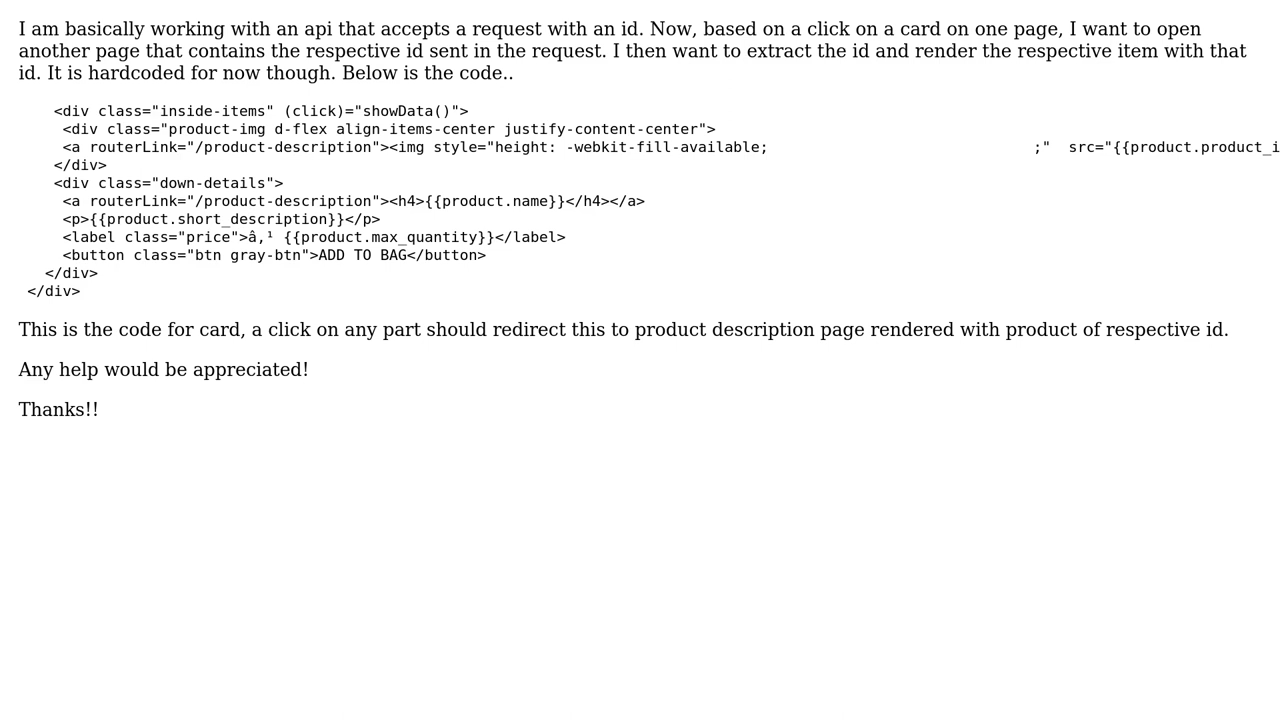 I am basically working with an api that accepts a request with an id. Now, based on a click on a card on one page, I want to open
another page that contains the respective id sent in the request. I then want to extract the id and render the respective item with that
id. It is hardcoded for now though. Below is the code..
<div class="inside-items" (click)="showData()">
<div class="product-img d-flex align-items-center justify-content-center">
<a routerLink="/product-description"><img style="height: -webkit-fill-available; ;" src="{{product.product_i
</div>
<div class="down-details">
<a routerLink="/product-description"><h4>{{product.name}}</h4></a>
<p>{{product.short_description}}</p>
<label class="price">â‚¹ {{product.max_quantity}}</label>
<button class="btn gray-btn">ADD TO BAG</button>
</div>
</div>
This is the code for card, a click on any part should redirect this to product description page rendered with product of respective id.
Any help would be appreciated!
Thanks!!